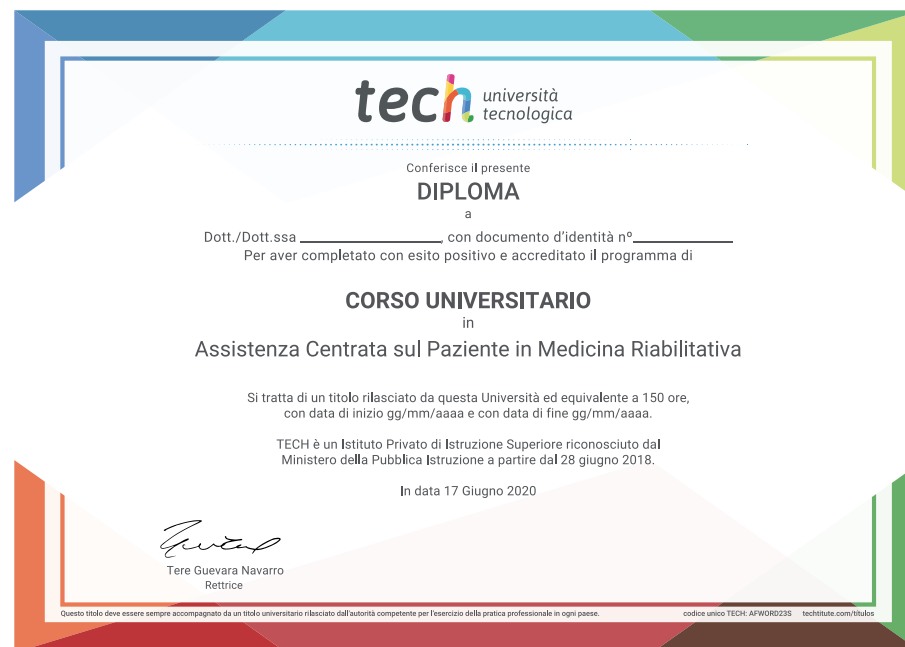 tech università
tecnologica
Conferisce il presente
DIPLOMA
a
Dott./Dott.ssa ____________________, con documento d'identità nº______________
Per aver completato con esito positivo e accreditato il programma di
CORSO UNIVERSITARIO
in
Assistenza Centrata sul Paziente in Medicina Riabilitativa
Si tratta di un titolo rilasciato da questa Università ed equivalente a 150 ore,
con data di inizio gg/mm/aaaa e con data di fine gg/mm/aaaa.
TECH è un Istituto Privato di Istruzione Superiore riconosciuto dal
Ministero della Pubblica Istruzione a partire dal 28 giugno 2018.
In data 17 Giugno 2020
Tere Guevara Navarro
Rettrice
Questo titolo deve essere sempre accompagnato da un titolo universitario rilasciato dall'autorità competente per l'esercizio della pratica professionale in ogni paese. codice unico TECH: AFWORD23S techtitute.com/títulos